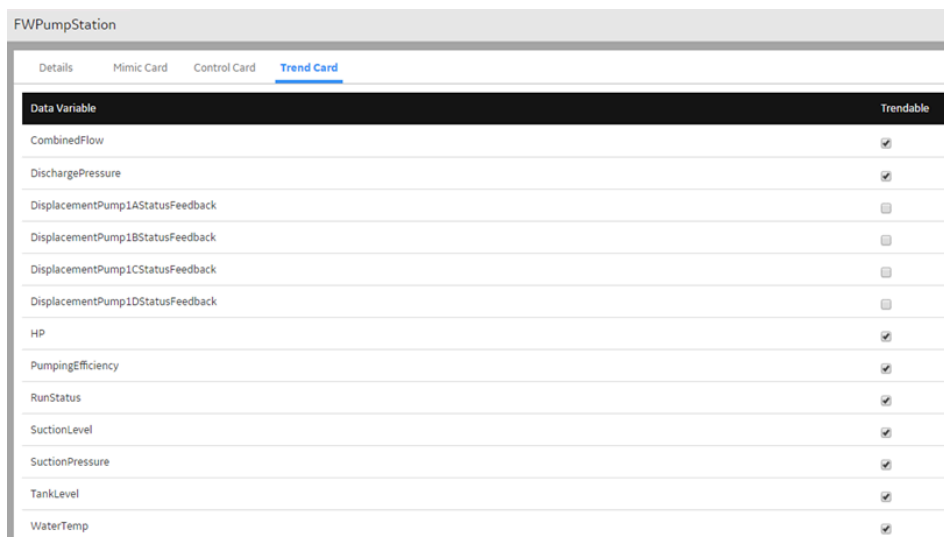 FWPumpStation
Details Mimic Card Control Card Trend Card
Data Variable Trendable
CombinedFlow
DischargePressure
DisplacementPump1AStatusFeedback
DisplacementPump1BStatusFeedback
DisplacementPump1CStatusFeedback
DisplacementPump1DStatusFeedback
HP
PumpingEfficiency
RunStatus
SuctionLevel
SuctionPressure
TankLevel
WaterTemp